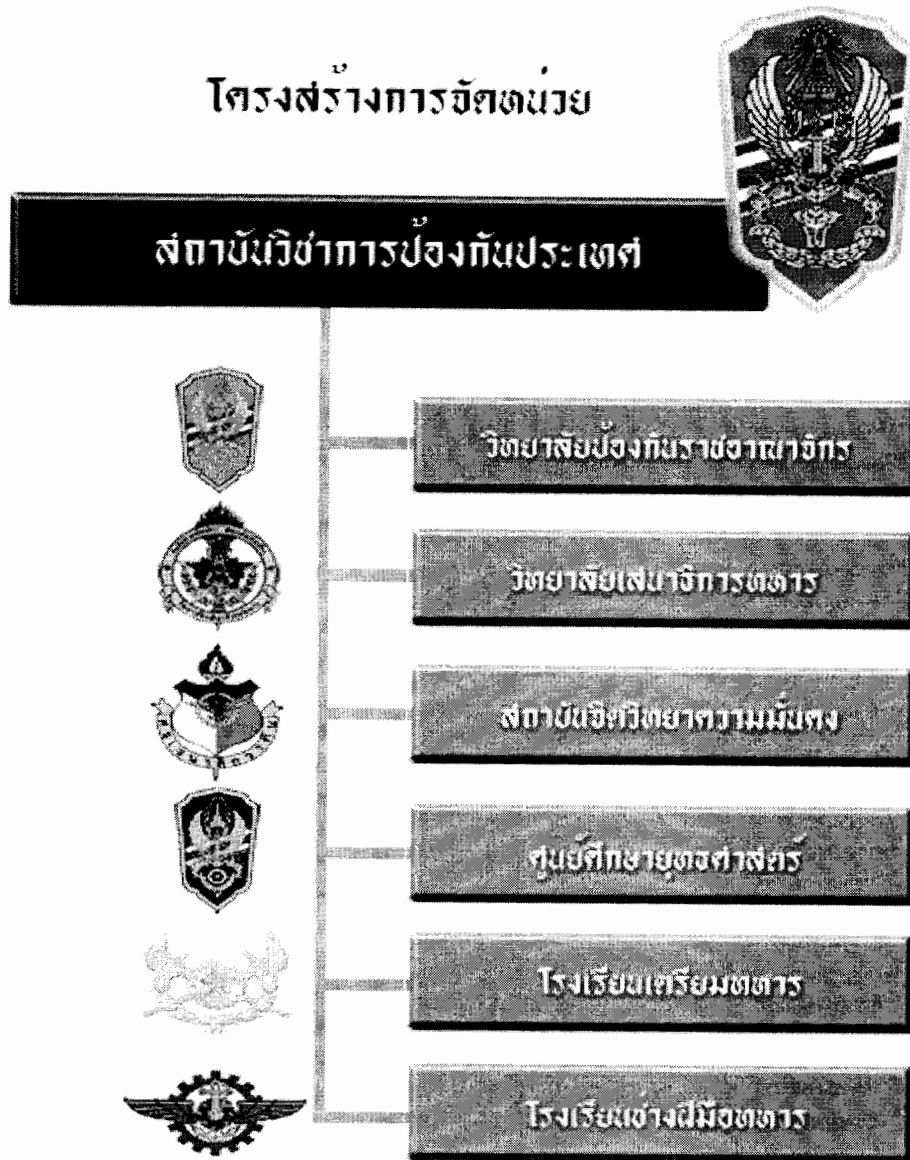 โครงสร้างการจัดหน่วย
สถาบันวิชาการป้องกันประเทศ
วิทยาลัยป้องกันราชอาณาจักร
วิทยาลัยเสนาธิการทหาร
สถาบันจิตวิทยาความมั่นคง
ศูนย์ศึกษายุทธศาสตร์
โรงเรียนเตรียมทหาร
โรงเรียนช่างฝีมือทหาร